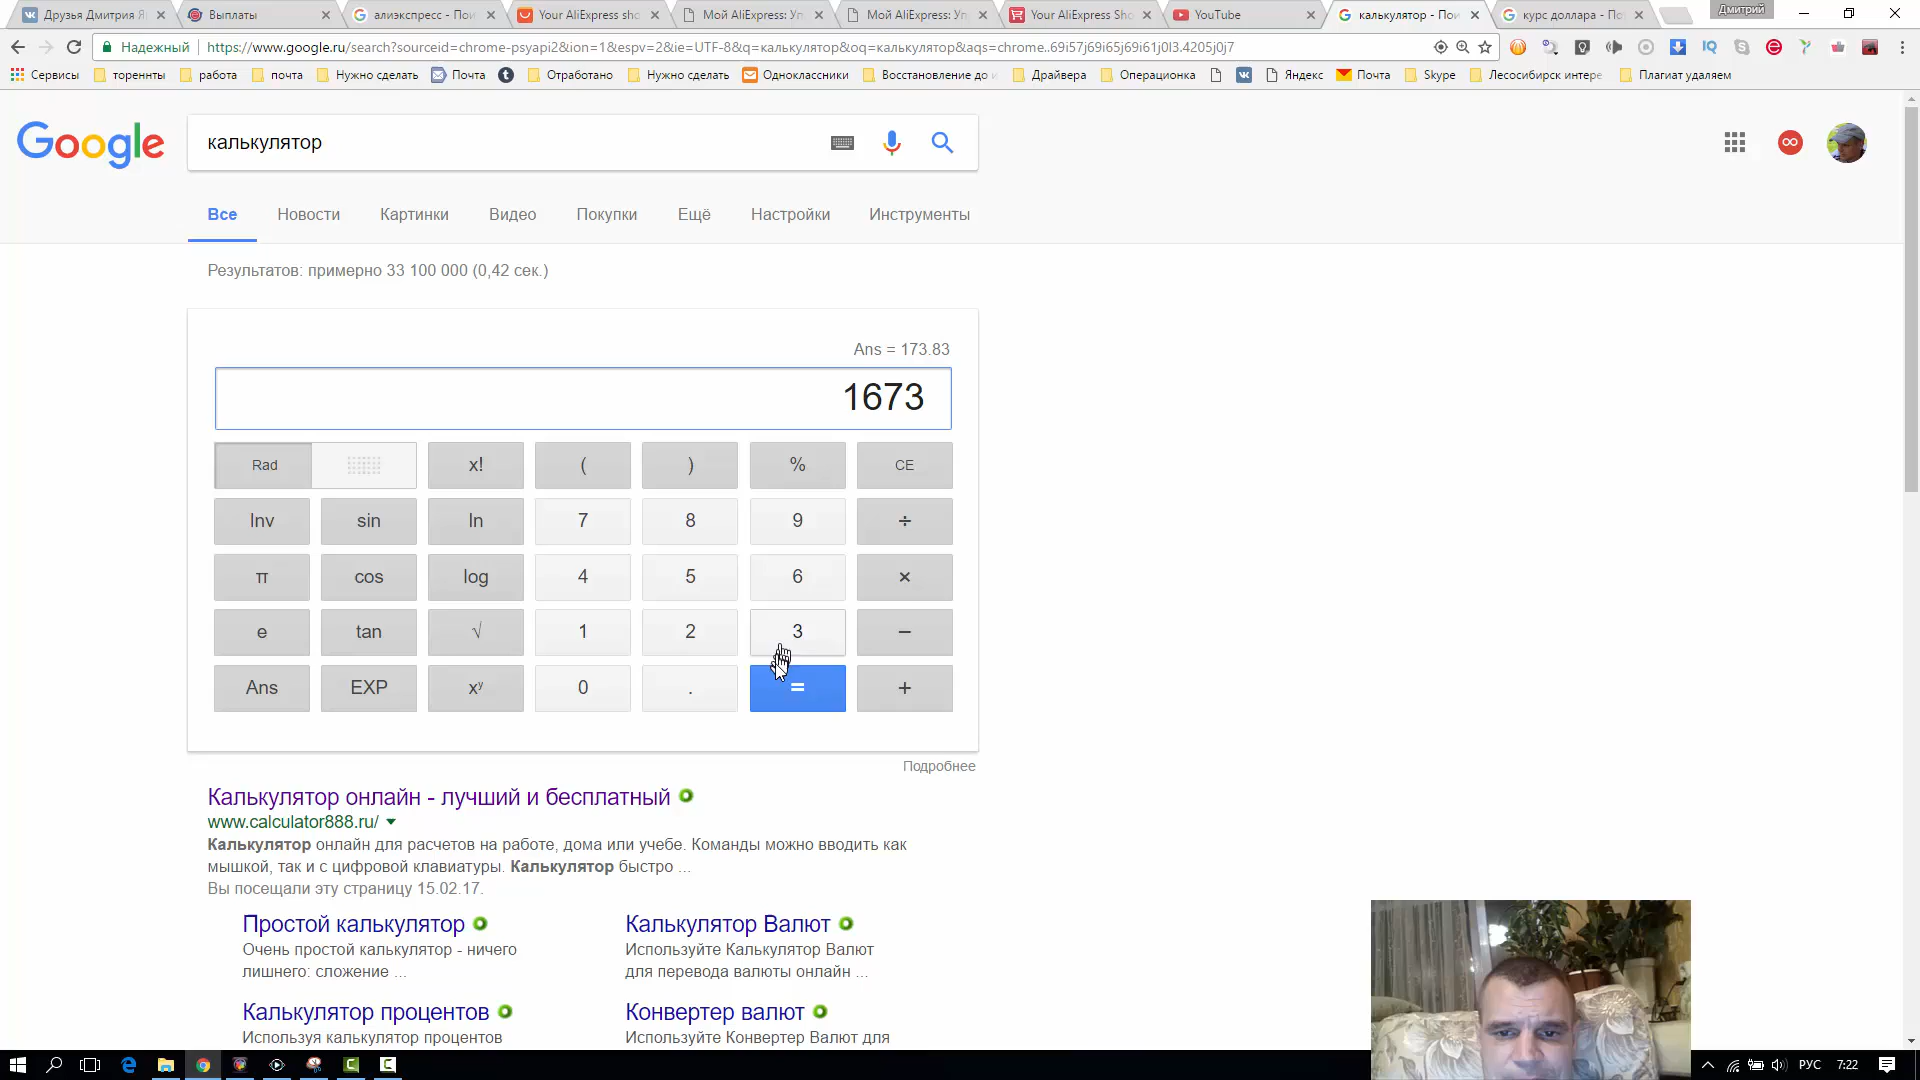 Друзья Дмитрия Я
Выплаты
алиэкспресс - Пои
Your AliExpress sho
Мой AliExpress: Уп
Мой AliExpress: Уп
Your AliExpress Sho
YouTube
калькулятор - Пои
курс доллара - По
Дмитрий
Надежный
https://www.google.ru/search?sourceid=chrome-psyapi2&ion=1&espv=2&ie=UTF-8&q=калькулятор&oq=калькулятор&aqs=chrome..69i57j69i65j69i61j0l3.4205j0j7
Сервисы
тореннты
работа
почта
Нужно сделать
Почта
Отработано
Нужно сделать
Одноклассники
Восстановление до
Драйвера
Операционка
Яндекс
Почта
Skype
Лесосибирск интере
Плагиат удаляем
Google
калькулятор
Все Новости Картинки Видео Покупки Ещё Настройки Инструменты
Результатов: примерно 33 100 000 (0,42 сек.)
Ans = 173.83
1673
Rad x! ( ) % CE
Inv sin ln 7 8 9 ÷
π cos log 4 5 6 ×
e tan √ 1 2 3 −
Ans EXP xʸ 0 . = +
Подробнее
Калькулятор онлайн - лучший и бесплатный
www.calculator888.ru/
Калькулятор онлайн для расчетов на работе, дома или учебе. Команды можно вводить как
мышкой, так и с цифровой клавиатуры. Калькулятор быстро ...
Вы посещали эту страницу 15.02.17.
Простой калькулятор
Очень простой калькулятор - ничего
лишнего: сложение ...
Калькулятор Валют
Используйте Калькулятор Валют
для перевода валюты онлайн ...
Калькулятор процентов
Используя калькулятор процентов
Конвертер валют
Используйте Конвертер Валют для
РУС
7:22